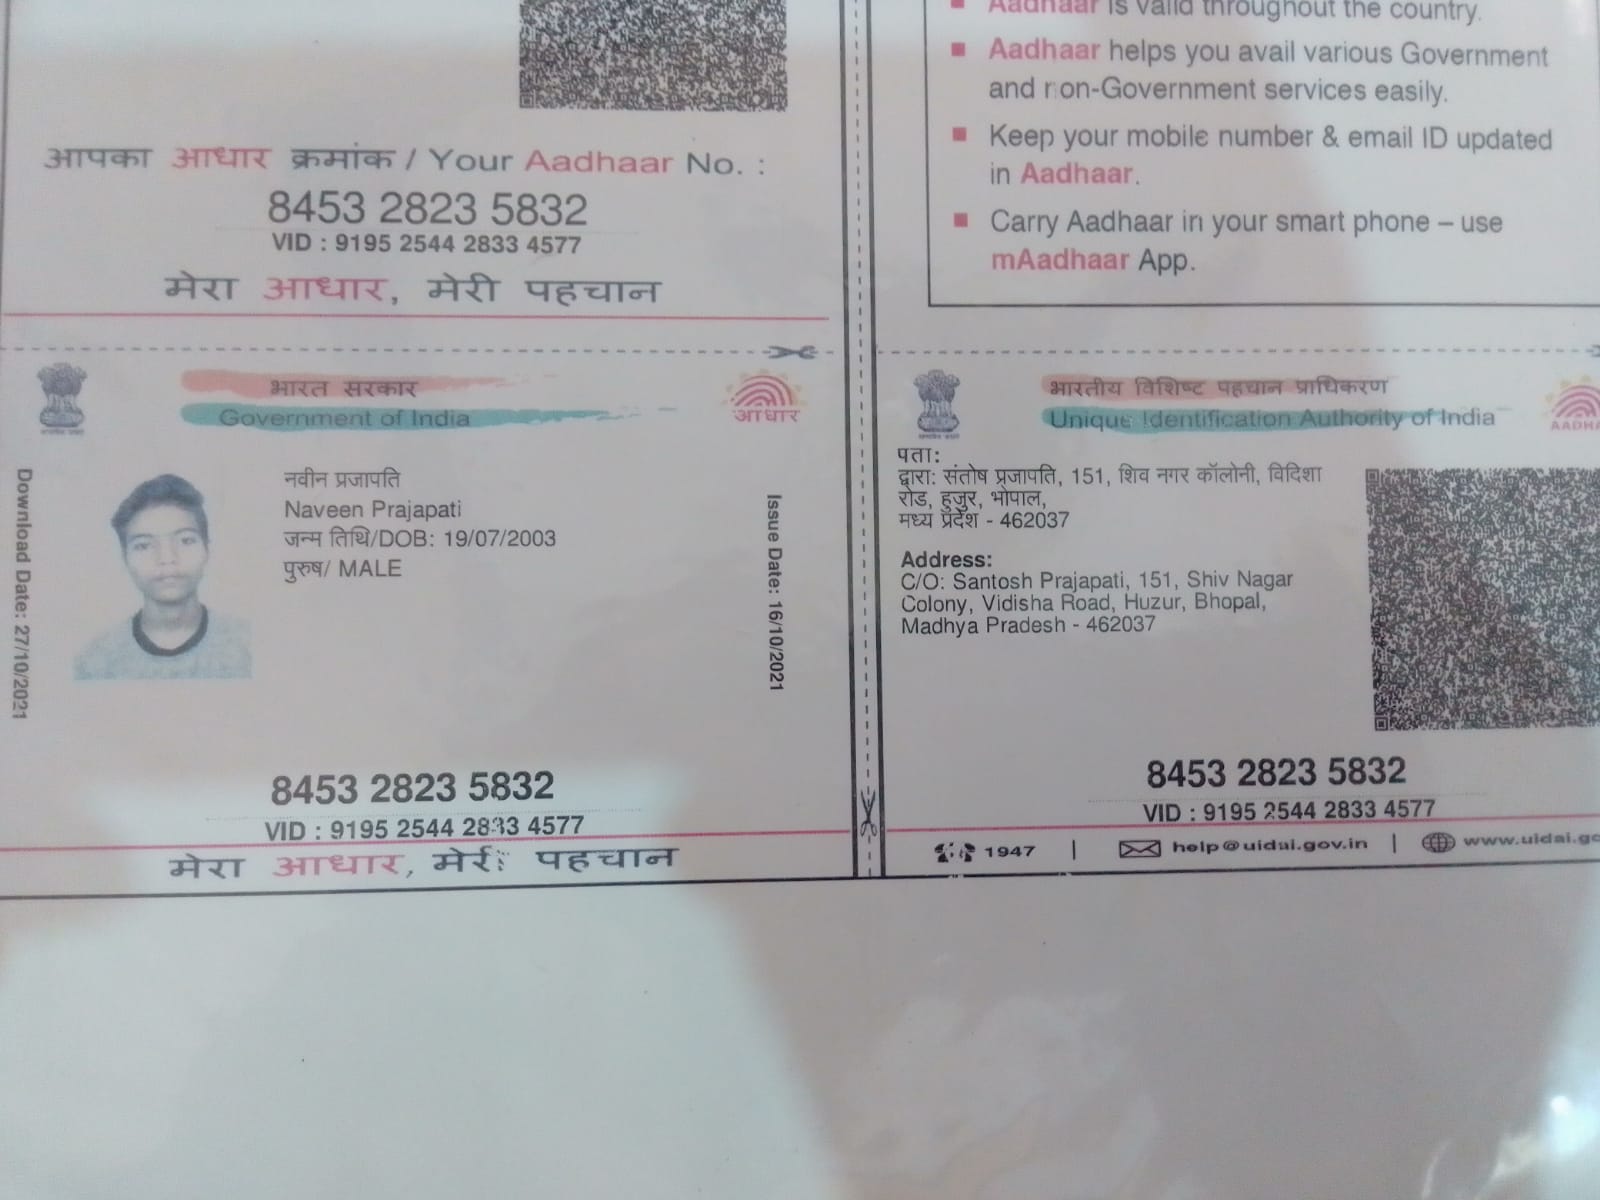 आपका आधार क्रमांक / Your Aadhaar No. :
8453 2823 5832
VID : 9195 2544 2833 4577
मेरा आधार, मेरी पहचान
Aadhaar is valid throughout the country.
Aadhaar helps you avail various Government
and non-Government services easily.
Keep your mobile number & email ID updated
in Aadhaar.
Carry Aadhaar in your smart phone – use
mAadhaar App.
भारत सरकार
Government of India
आधार
Download Date: 27/10/2021
नवीन प्रजापति
Naveen Prajapati
जन्म तिथि/DOB: 19/07/2003
पुरुष/ MALE
Issue Date: 16/10/2021
8453 2823 5832
VID : 9195 2544 2833 4577
मेरा आधार, मेरी पहचान
भारतीय विशिष्ट पहचान प्राधिकरण
Unique Identification Authority of India
AADHA
पता:
द्वारा: संतोष प्रजापति, 151, शिव नगर कॉलोनी, विदिशा
रोड, हुजुर, भोपाल,
मध्य प्रदेश - 462037
Address:
C/O: Santosh Prajapati, 151, Shiv Nagar
Colony, Vidisha Road, Huzur, Bhopal,
Madhya Pradesh - 462037
8453 2823 5832
VID : 9195 2544 2833 4577
1947 | help@uidai.gov.in | www.uidai.go